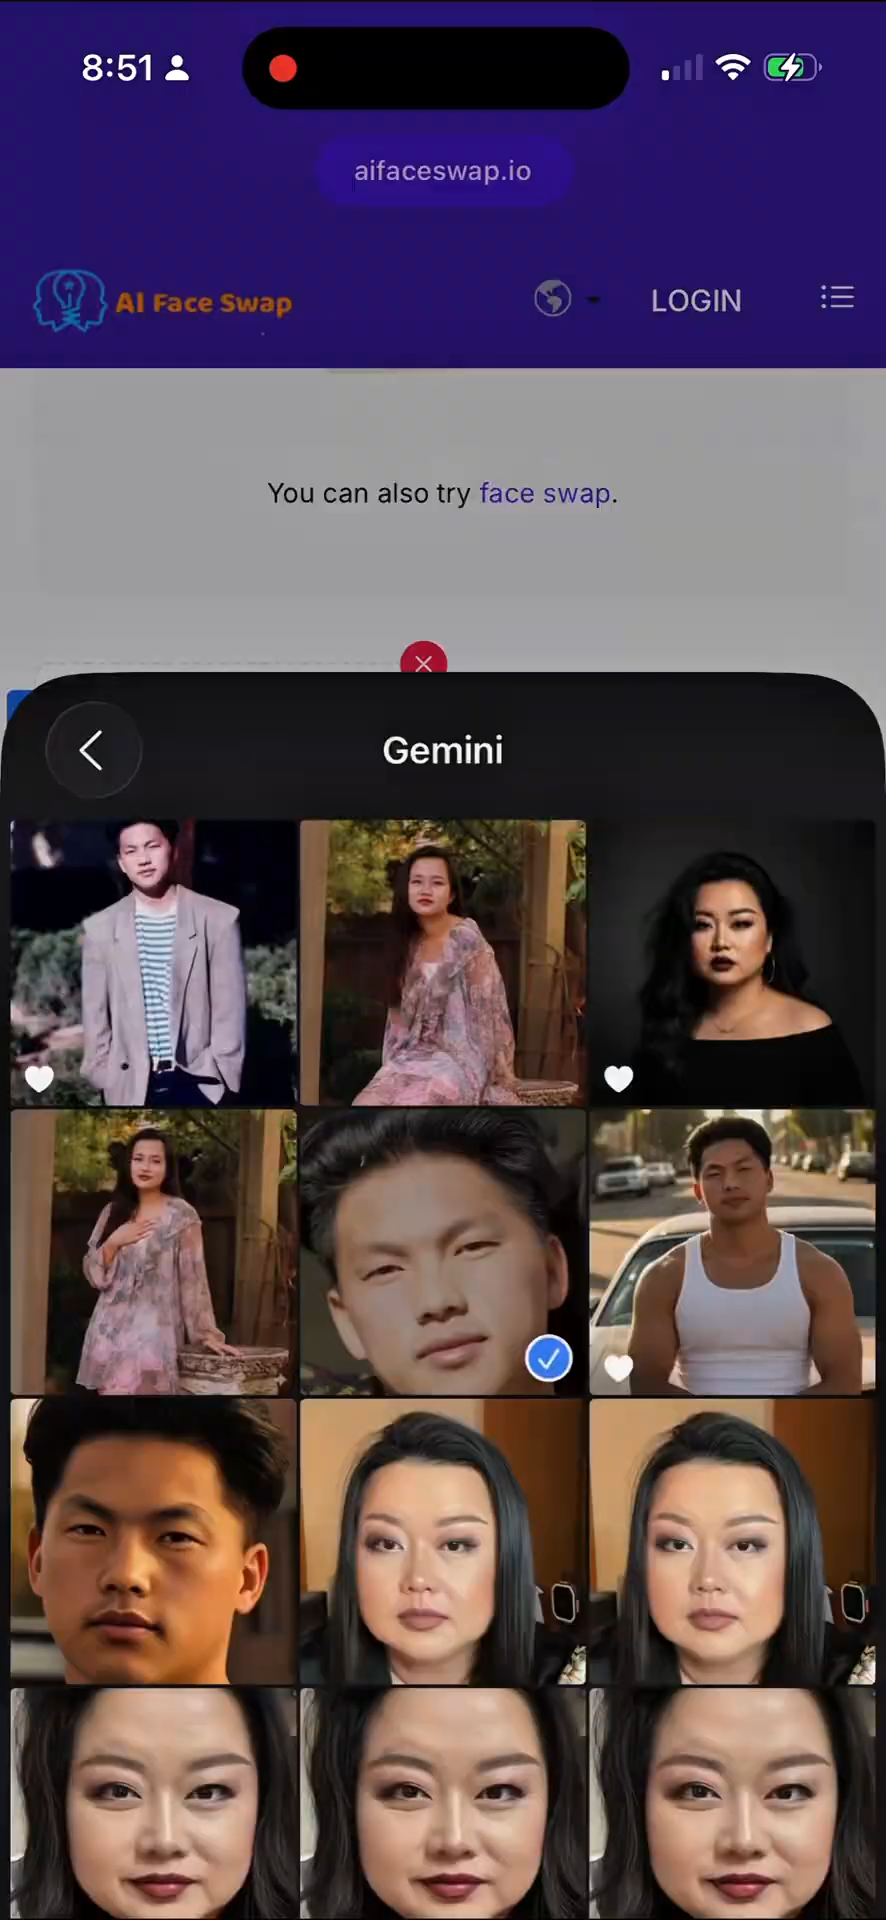 8:51
aifaceswap.io
AI Face Swap
LOGIN
You can also try face swap.
Gemini